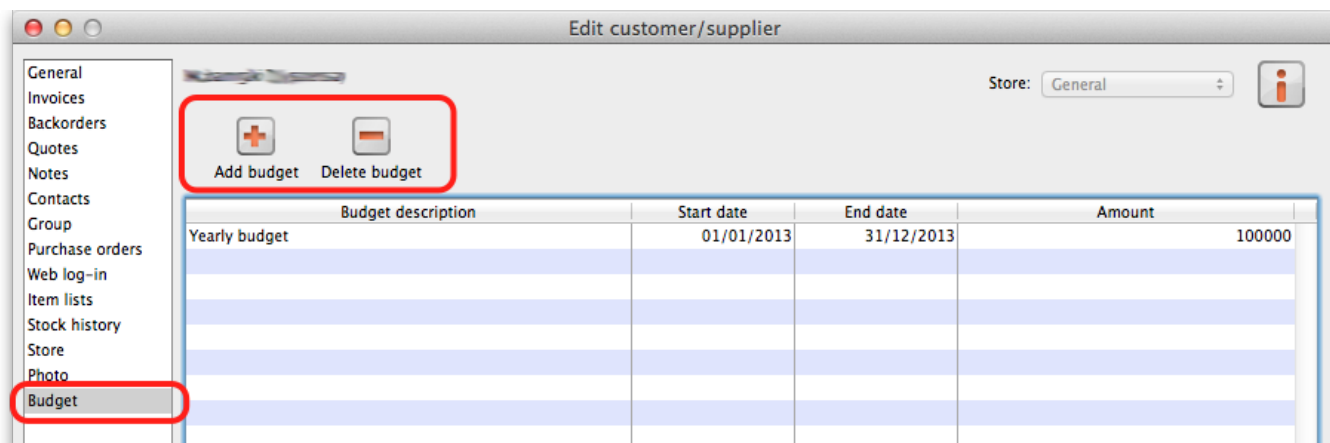 Edit customer/supplier
General
Invoices
Backorders
Quotes
Notes
Contacts
Group
Purchase orders
Web log-in
Item lists
Stock history
Store
Photo
Budget
Store: General
Add budget Delete budget
Budget description Start date End date Amount
Yearly budget 01/01/2013 31/12/2013 100000